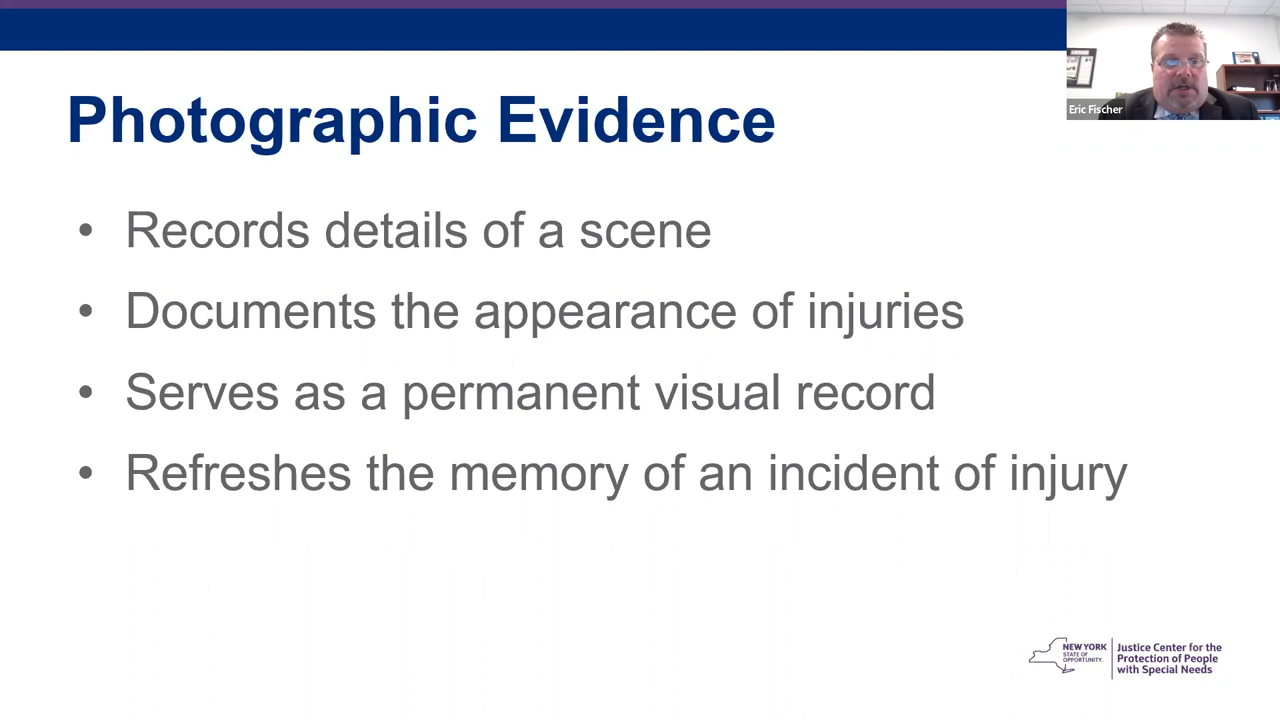 Photographic Evidence
Eric Fischer
• Records details of a scene
• Documents the appearance of injuries
• Serves as a permanent visual record
• Refreshes the memory of an incident of injury
NEW YORK
STATE OF
OPPORTUNITY.
Justice Center for the
Protection of People
with Special Needs